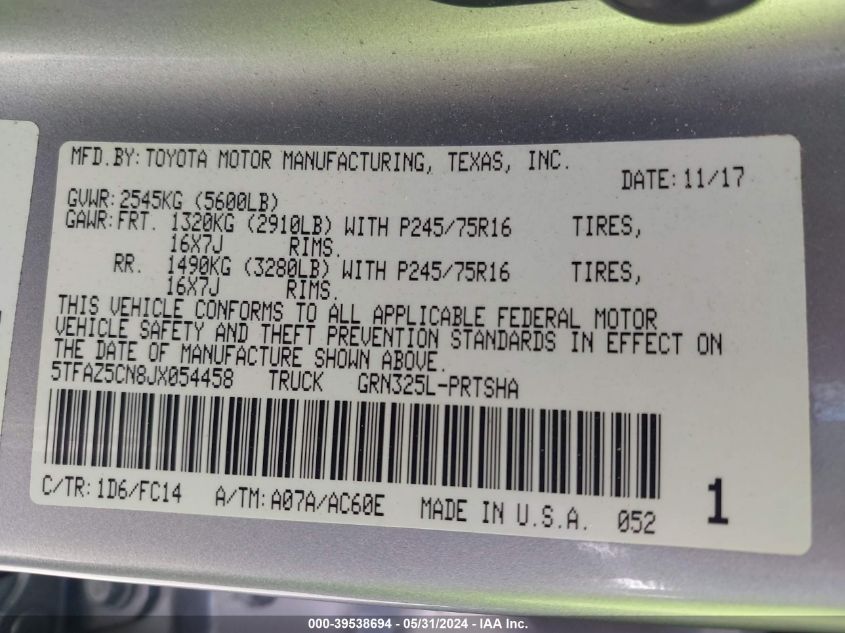 MFD.BY: TOYOTA MOTOR MANUFACTURING, TEXAS, INC.
DATE: 11/17
GVWR: 2545KG (5600LB)
GAWR: FRT. 1320KG (2910LB) WITH P245/75R16 TIRES,
16X7J RIMS.
RR. 1490KG (3280LB) WITH P245/75R16 TIRES,
16X7J RIMS.
THIS VEHICLE CONFORMS TO ALL APPLICABLE FEDERAL MOTOR
VEHICLE SAFETY AND THEFT PREVENTION STANDARDS IN EFFECT ON
THE DATE OF MANUFACTURE SHOWN ABOVE.
5TFAZ5CN8JX054458 TRUCK GRN325L-PRTSHA
C/TR: 1D6/FC14 A/TM: A07A/AC60E MADE IN U.S.A. 052 1
000-39538694 - 05/31/2024 - IAA, Inc.